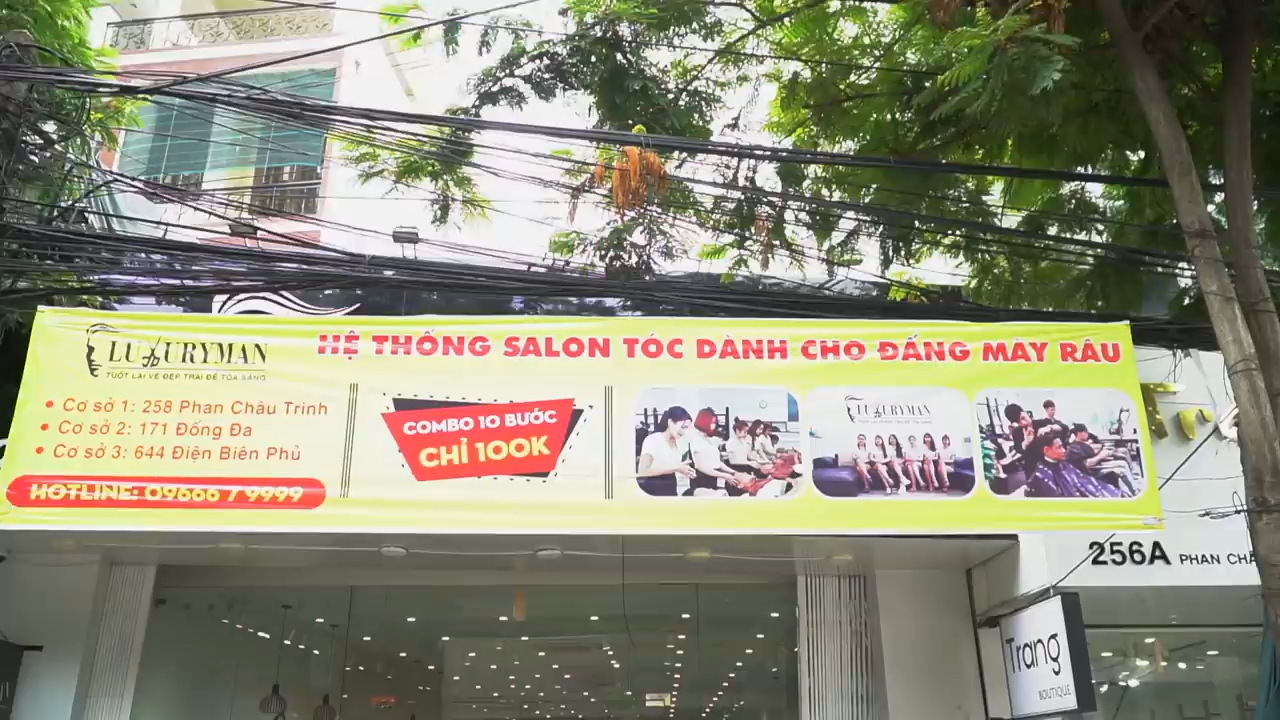 LUXURYMAN
TUỐT LẠI VẺ ĐẸP TRAI ĐỂ TỎA SÁNG
HỆ THỐNG SALON TÓC DÀNH CHO ĐẤNG MÀY RÂU
• Cơ sở 1: 258 Phan Châu Trinh
• Cơ sở 2: 171 Đống Đa
• Cơ sở 3: 644 Điện Biên Phủ
HOTLINE: 09666 7 9999
COMBO 10 BƯỚC
CHỈ 100K
LUXURYMAN
256A PHAN CHÂ
Trang
BOUTIQUE